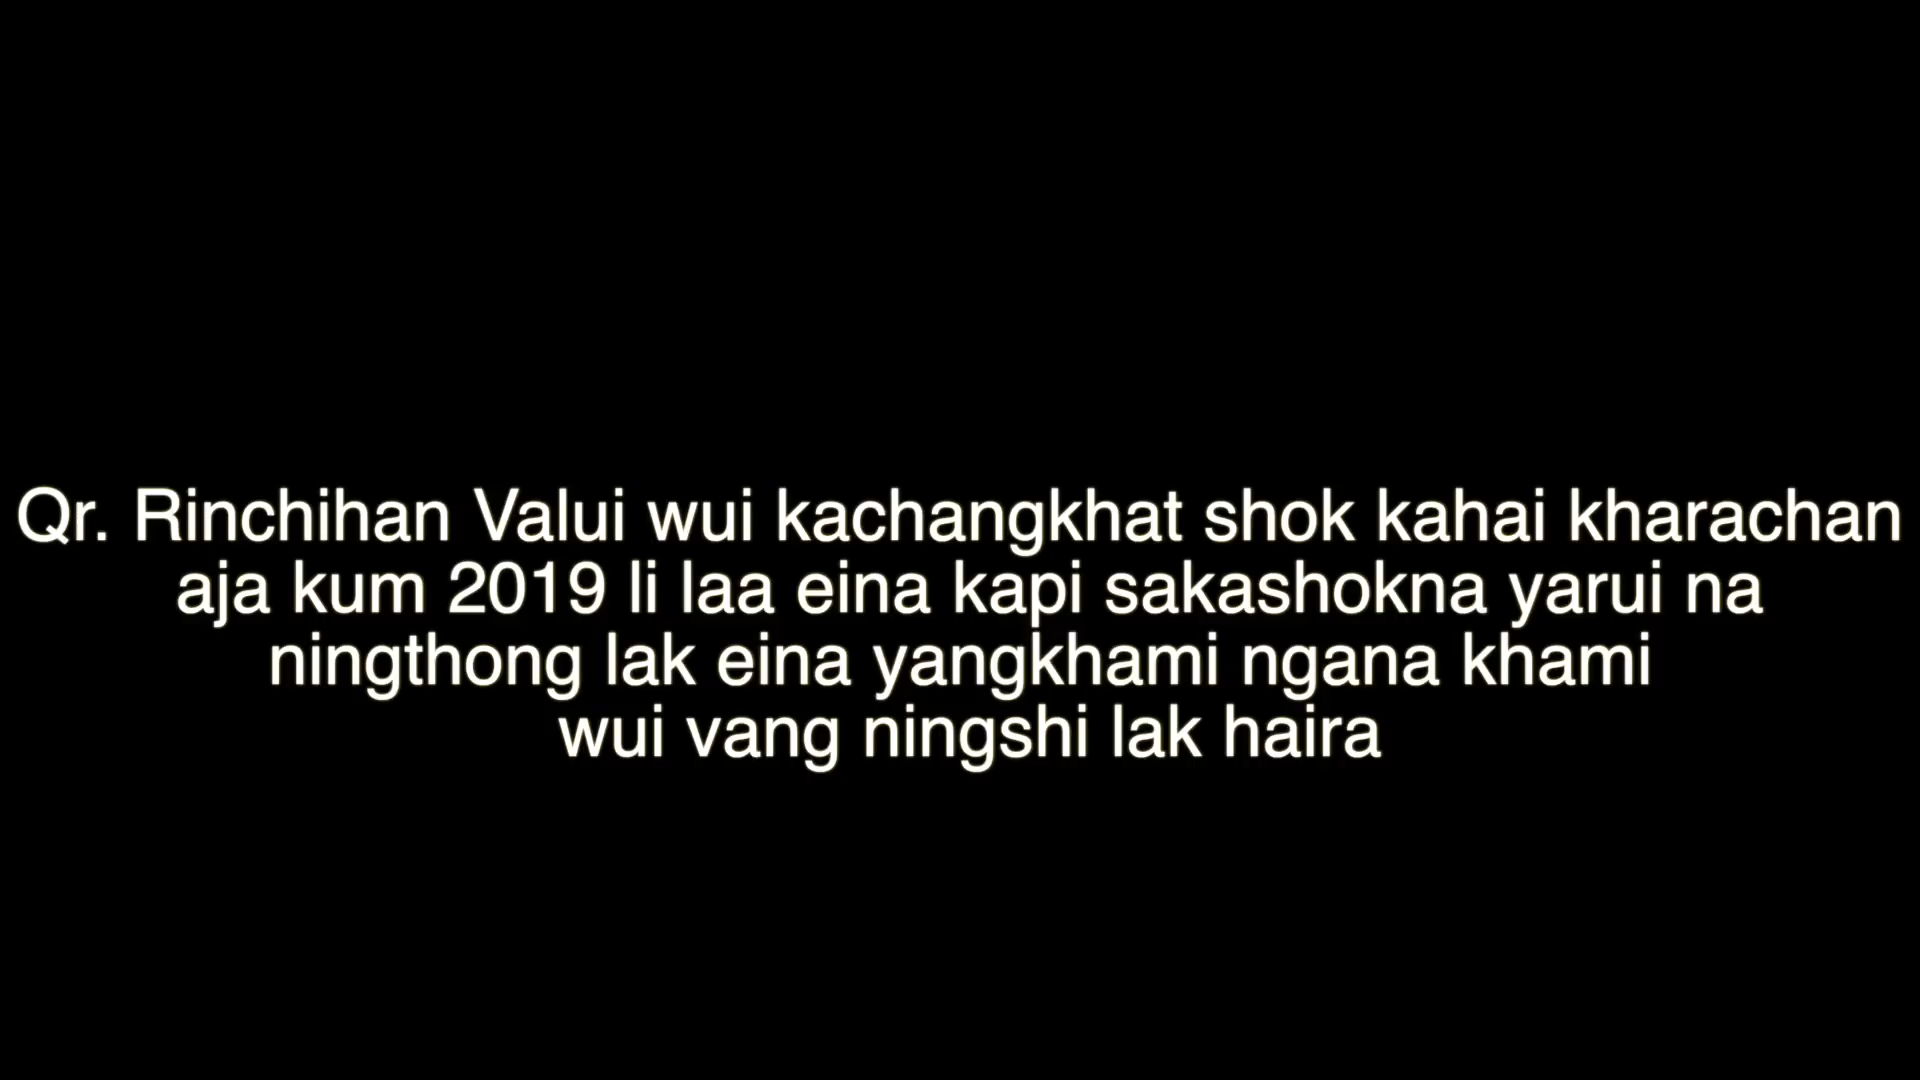 Qr. Rinchihan Valui wui kachangkhat shok kahai kharachan
aja kum 2019 li laa eina kapi sakashokna yarui na
ningthong lak eina yangkhami ngana khami
wui vang ningshi lak haira